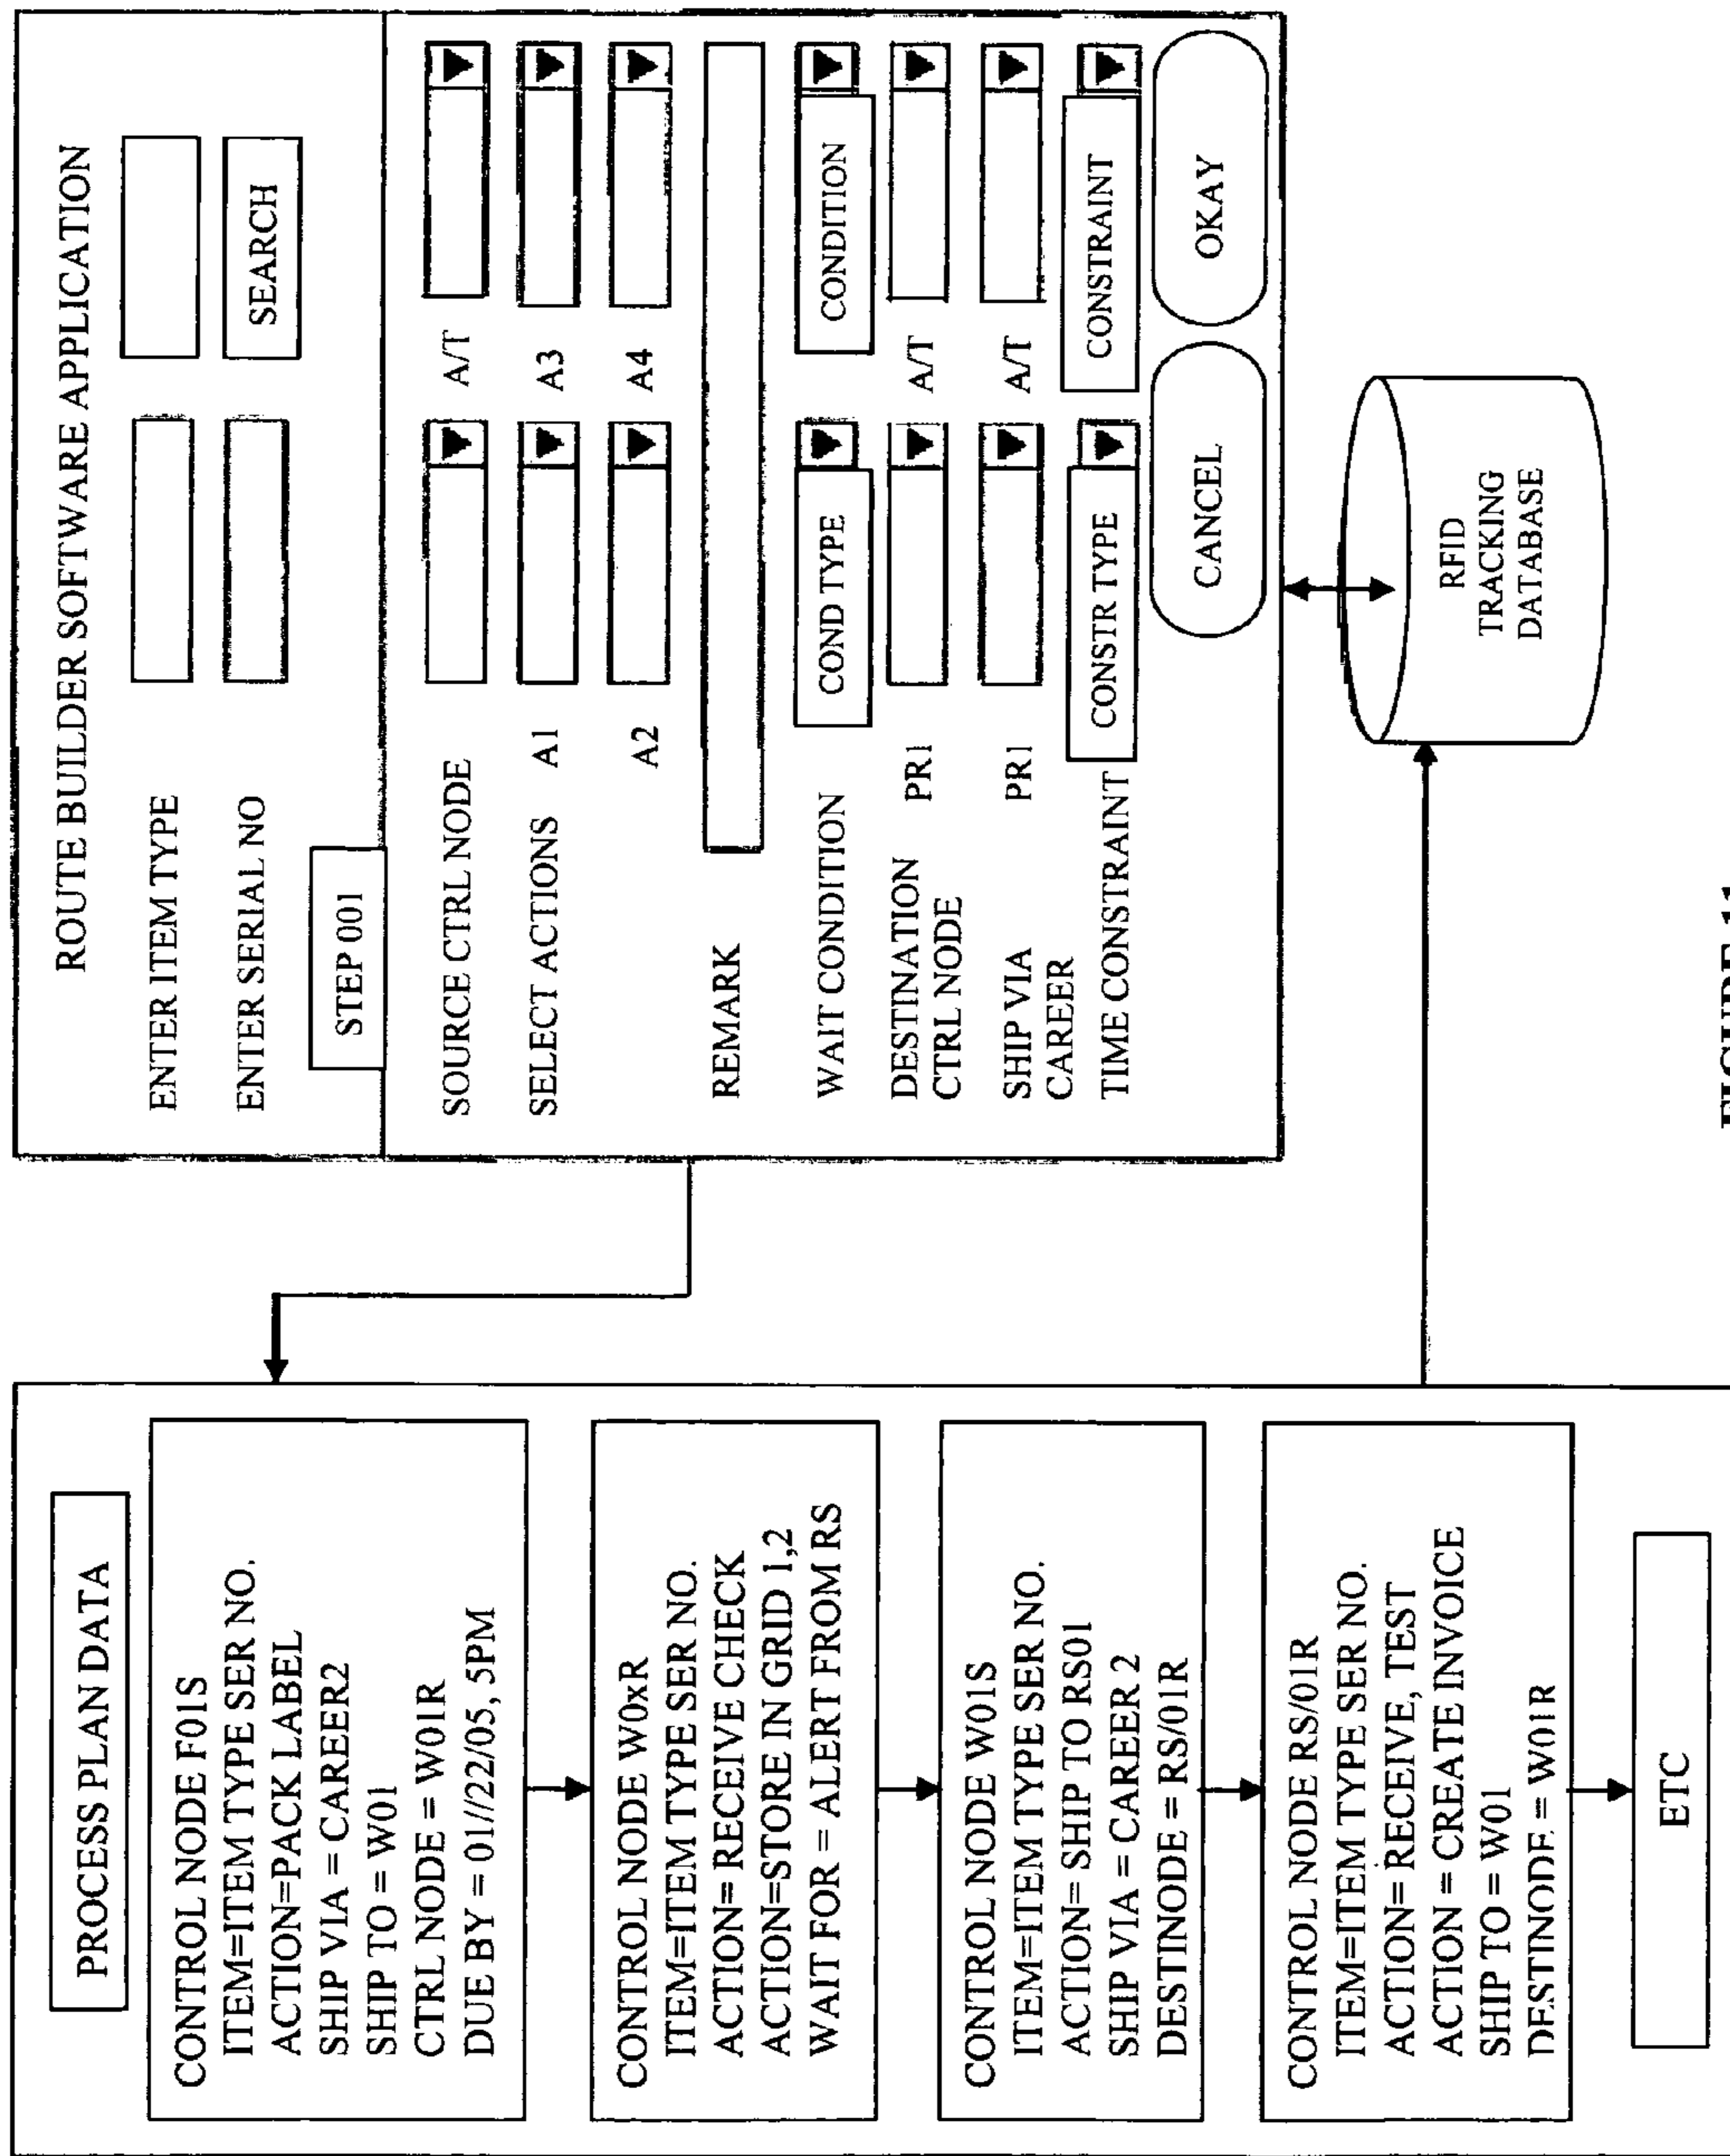 PROCESS PLAN DATA
CONTROL NODE F01S
ITEM=ITEM TYPE SER NO.
ACTION=PACK LABEL
SHIP VIA = CAREER2
SHIP TO = W01
CTRL NODE = W01R
DUE BY = 01//22/05, 5PM
CONTROL NODE W0xR
ITEM=ITEM TYPE SER NO.
ACTION= RECEIVE CHECK
ACTION=STORE IN GRID 1,2
WAIT FOR = ALERT FROM RS
CONTROL NODE W01S
ITEM=ITEM TYPE SER NO.
ACTION= SHIP TO RS01
SHIP VIA = CAREER 2
DESTINODE = RS/01R
CONTROL NODE RS/01R
ITEM=ITEM TYPE SER NO.
ACTION= RECEIVE, TEST
ACTION = CREATE INVOICE
SHIP TO = W01
DESTINODE = W01R
ETC
ROUTE BUILDER SOFTWARE APPLICATION
ENTER ITEM TYPE
ENTER SERIAL NO SEARCH
STEP 001
SOURCE CTRL NODE A/T
SELECT ACTIONS A1 A3
A2 A4
REMARK
WAIT CONDITION COND TYPE CONDITION
DESTINATION PR1 A/T
CTRL NODE
SHIP VIA PR1 A/T
CAREER
TIME CONSTRAINT CONSTR TYPE CONSTRAINT
CANCEL OKAY
RFID
TRACKING
DATABASE
FIGURE 11